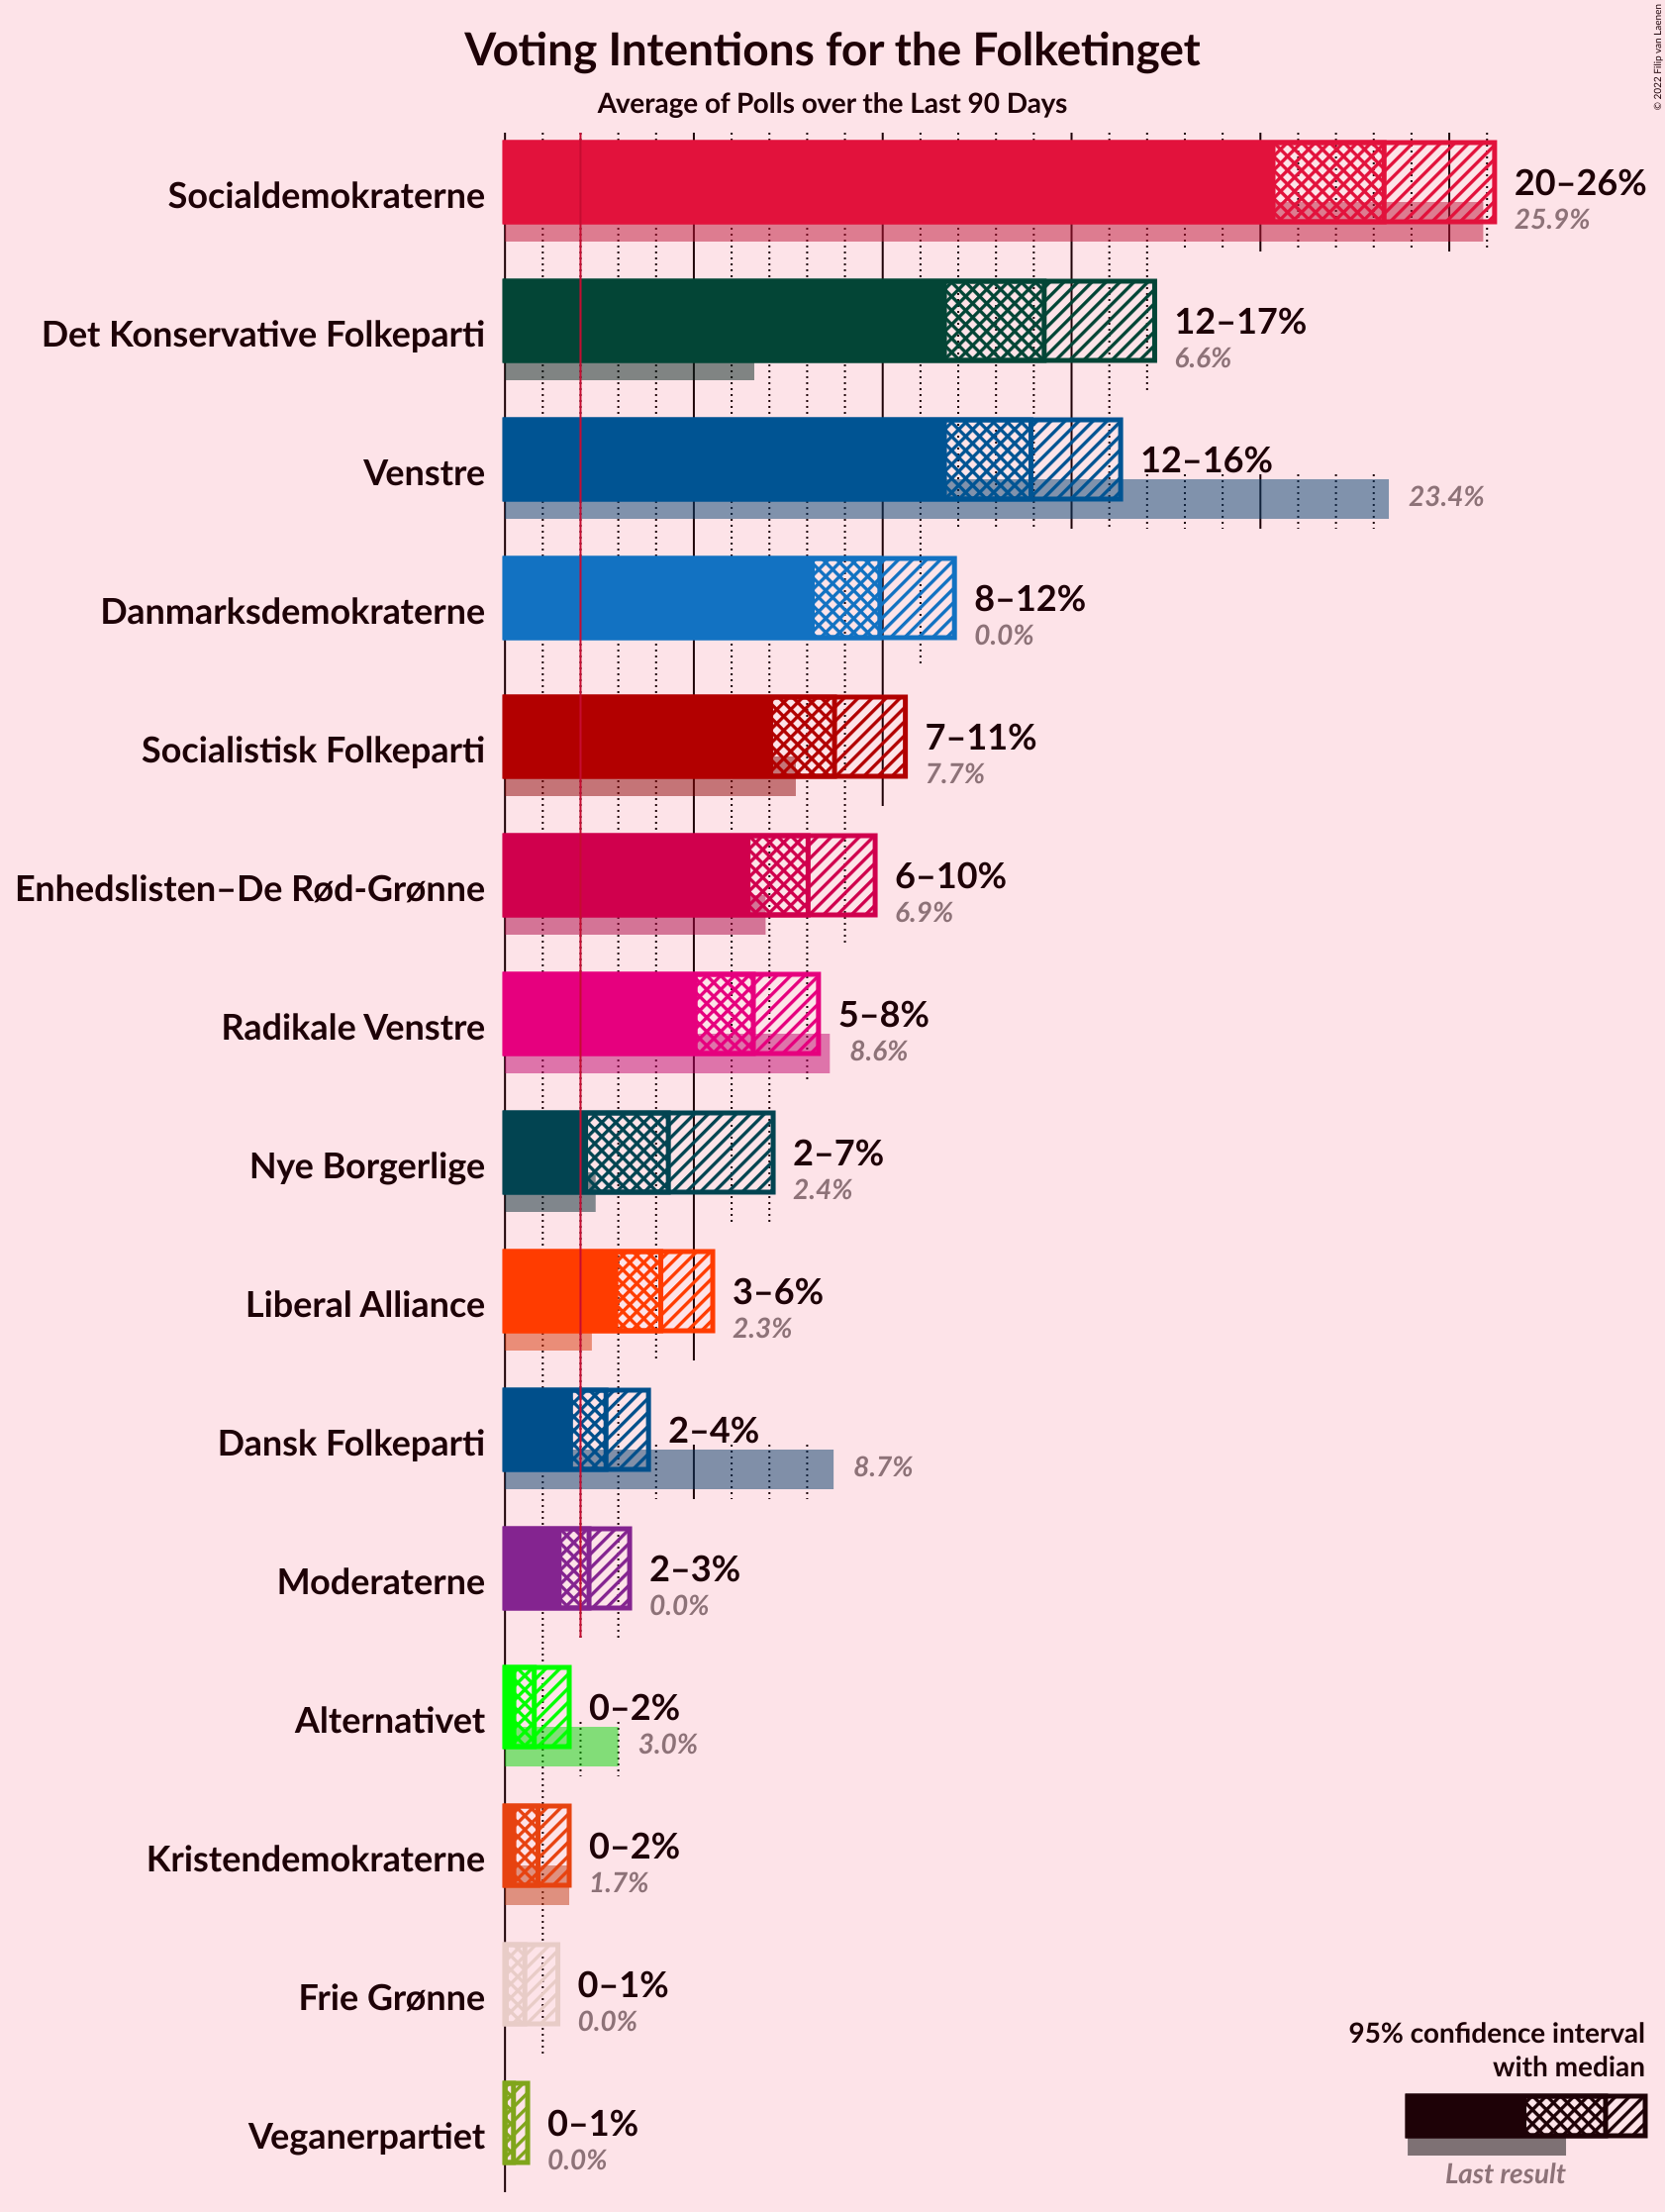 Voting Intentions for the Folketinget
Average of Polls over the Last 90 Days
© 2022 Filip van Laenen
Socialdemokraterne
20–26%
25.9%
Det Konservative Folkeparti
12–17%
6.6%
Venstre
12–16%
23.4%
Danmarksdemokraterne
8–12%
0.0%
Socialistisk Folkeparti
7–11%
7.7%
Enhedslisten–De Rød-Grønne
6–10%
6.9%
Radikale Venstre
5–8%
8.6%
Nye Borgerlige
2–7%
2.4%
Liberal Alliance
3–6%
2.3%
Dansk Folkeparti
2–4%
8.7%
Moderaterne
2–3%
0.0%
Alternativet
0–2%
3.0%
Kristendemokraterne
0–2%
1.7%
Frie Grønne
0–1%
0.0%
Veganerpartiet
0–1%
0.0%
95% confidence interval
with median
Last result